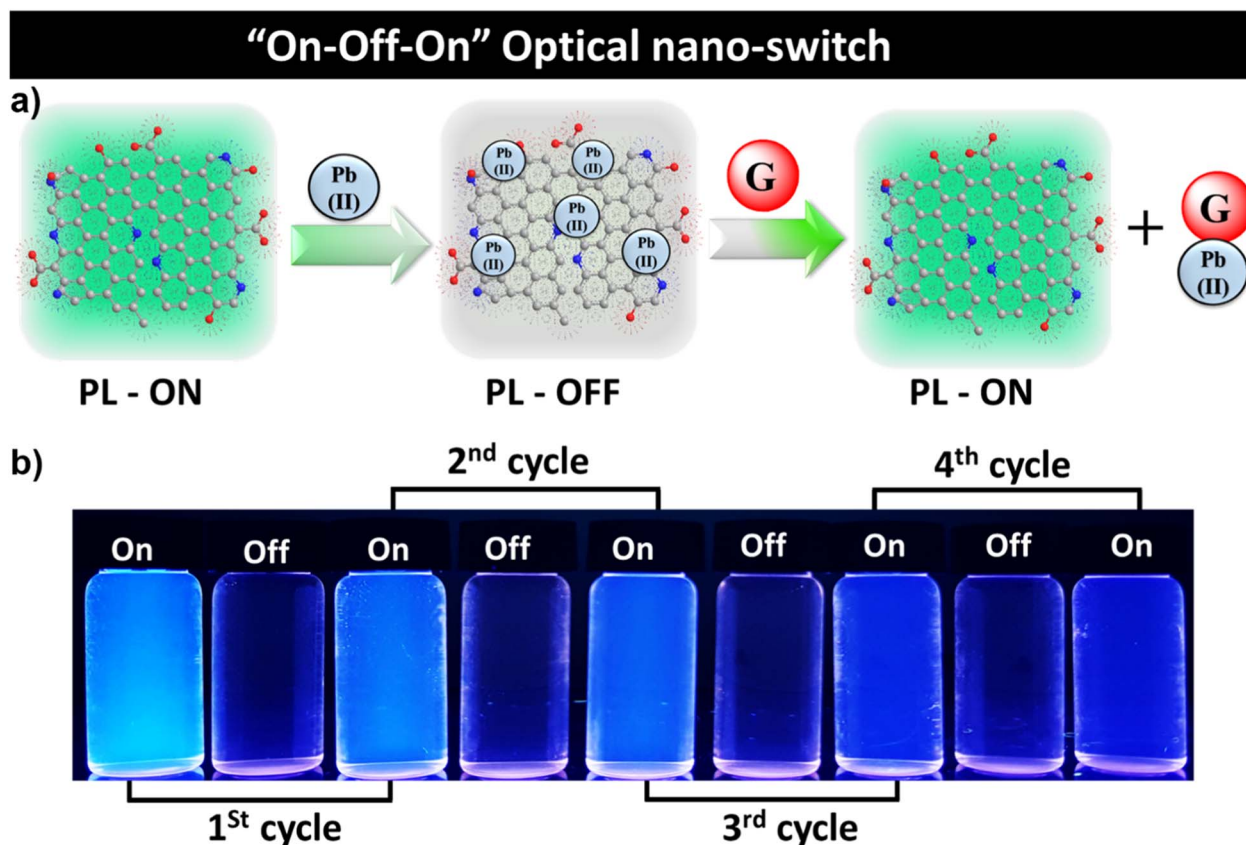 “On-Off-On” Optical nano-switch
a)
Pb
(II)
Pb
(II)
Pb
(II)
Pb
(II)
Pb
(II)
Pb
(II)
G
+
G
Pb
(II)
PL - ON
PL - OFF
PL - ON
b)
2nd cycle
4th cycle
On
Off
On
Off
On
Off
On
Off
On
1St cycle
3rd cycle